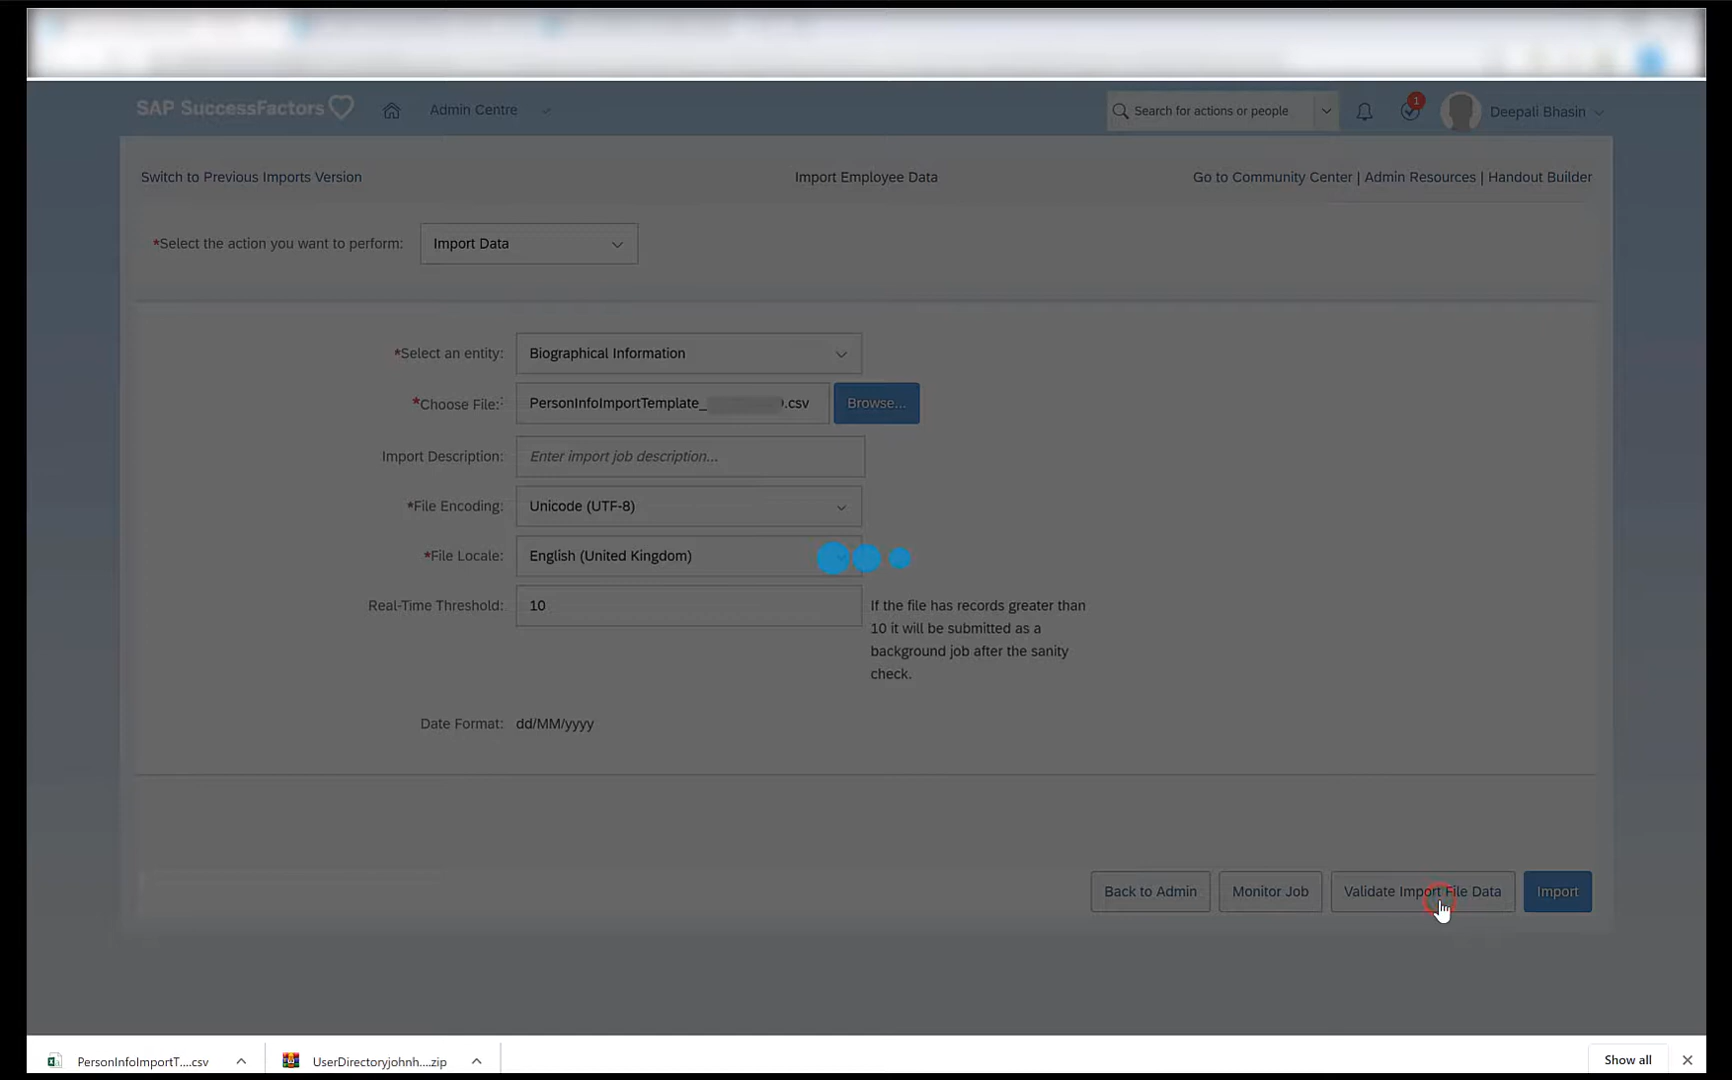 SAP SuccessFactors
Admin Centre
Search for actions or people
1
Deepali Bhasin
Switch to Previous Imports Version
Import Employee Data
Go to Community Center | Admin Resources | Handout Builder
*Select the action you want to perform:
Import Data
*Select an entity:
Biographical Information
*Choose File:
PersonInfoImportTemplate_ .csv
Browse...
Import Description:
Enter import job description...
*File Encoding:
Unicode (UTF-8)
*File Locale:
English (United Kingdom)
Real-Time Threshold:
10
If the file has records greater than
10 it will be submitted as a
background job after the sanity
check.
Date Format:
dd/MM/yyyy
Back to Admin
Monitor Job
Validate Import File Data
Import
PersonInfoImportT....csv
UserDirectoryjohnh....zip
Show all